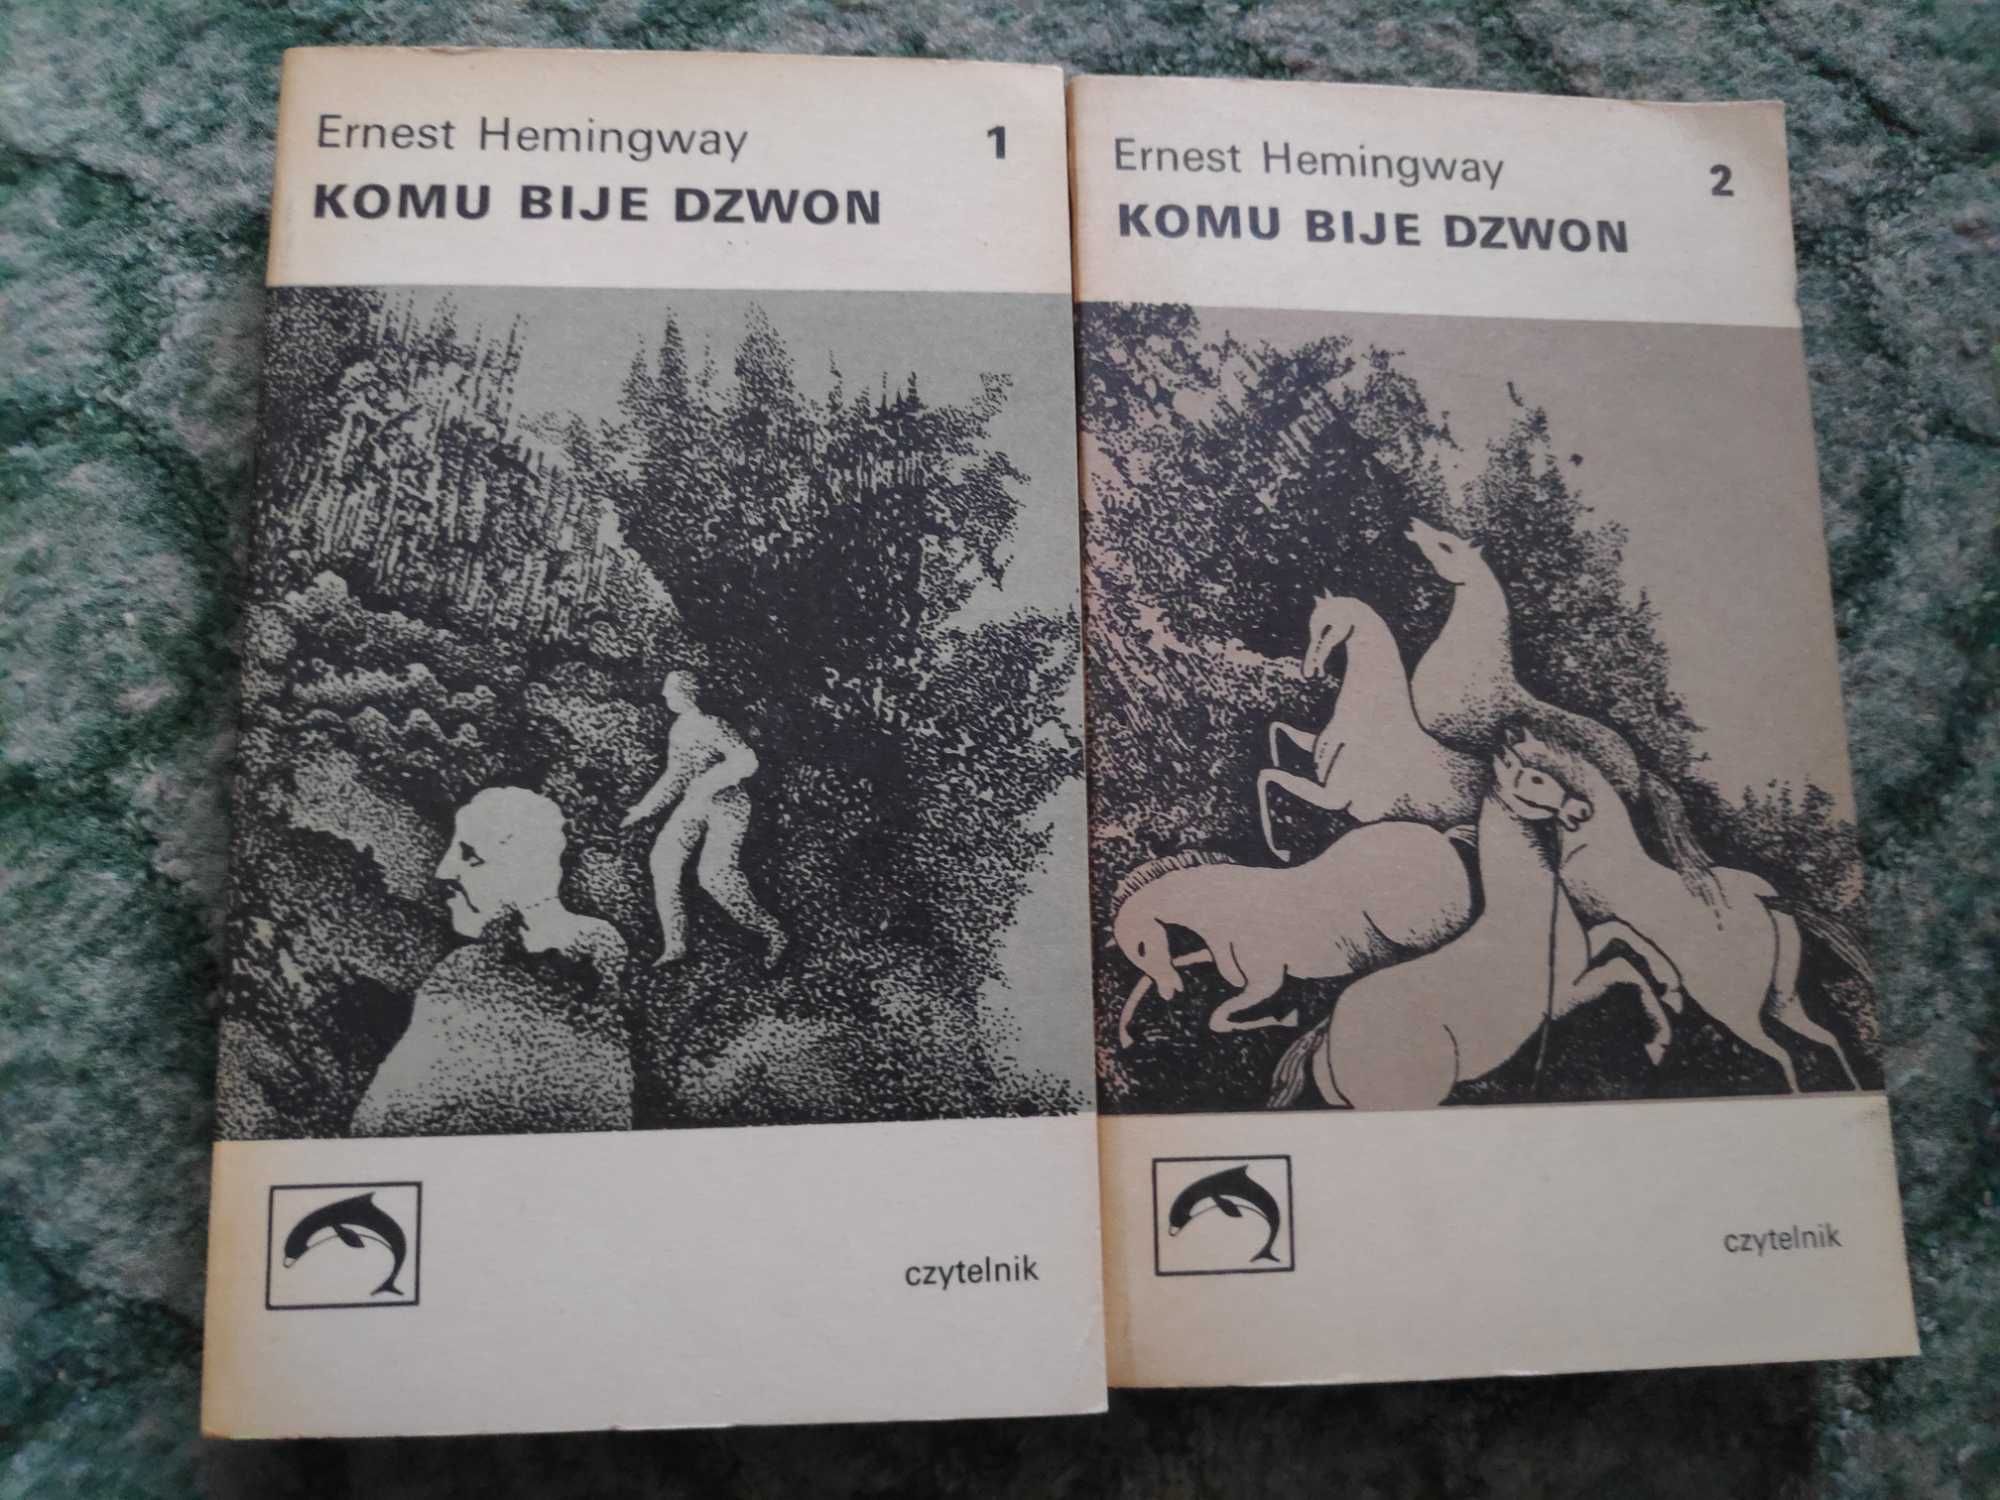 Ernest Hemingway 1
KOMU BIJE DZWON
czytelnik
Ernest Hemingway 2
KOMU BIJE DZWON
czytelnik